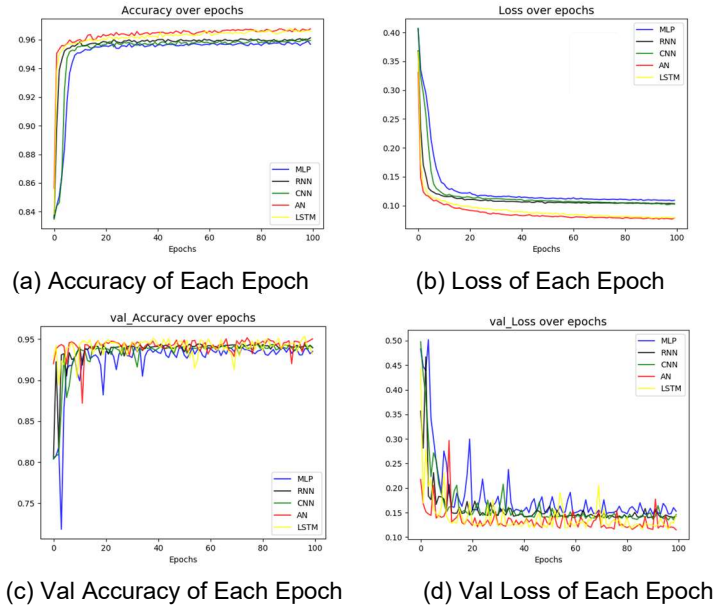 Accuracy over epochs
0.96
0.94
0.92
0.90
0.88
0.86
0.84
MLP
RNN
CNN
AN
LSTM
0 20 40 60 80 100
Epochs
(a) Accuracy of Each Epoch
Loss over epochs
0.40
0.35
0.30
0.25
0.20
0.15
0.10
MLP
RNN
CNN
AN
LSTM
0 20 40 60 80 100
Epochs
(b) Loss of Each Epoch
val_Accuracy over epochs
0.95
0.90
0.85
0.80
0.75
MLP
RNN
CNN
AN
LSTM
0 20 40 60 80 100
Epochs
(c) Val Accuracy of Each Epoch
val_Loss over epochs
0.50
0.45
0.40
0.35
0.30
0.25
0.20
0.15
0.10
MLP
RNN
CNN
AN
LSTM
0 20 40 60 80 100
Epochs
(d) Val Loss of Each Epoch